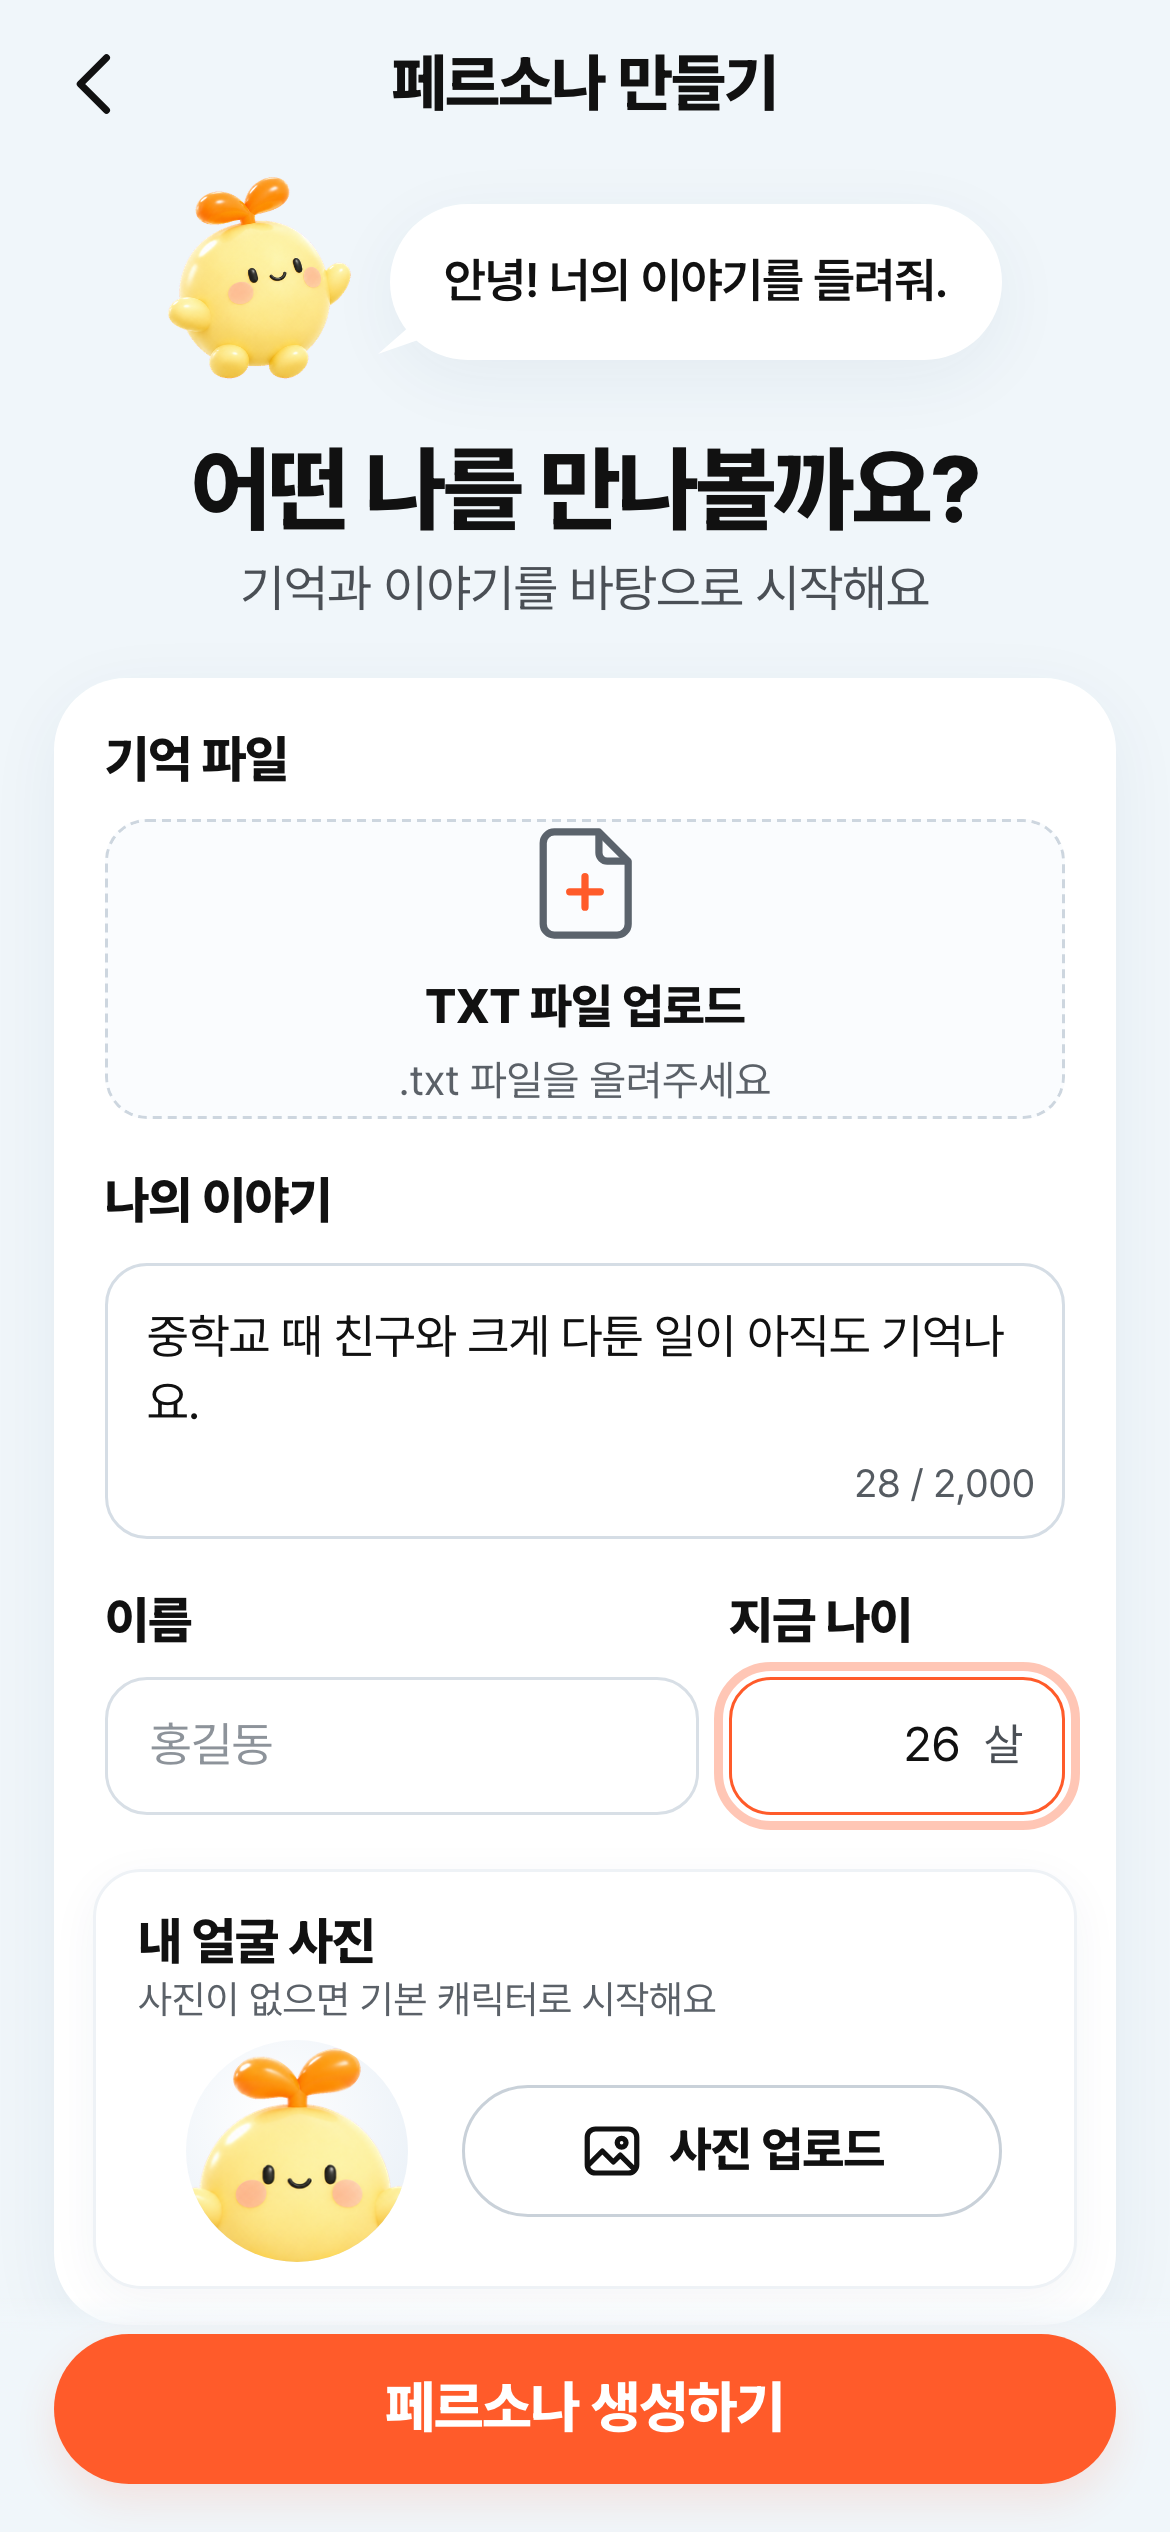 페르소나 만들기
안녕! 너의 이야기를 들려줘.
어떤 나를 만나볼까요?
기억과 이야기를 바탕으로 시작해요
기억 파일
TXT 파일 업로드
.txt 파일을 올려주세요
나의 이야기
중학교 때 친구와 크게 다툰 일이 아직도 기억나
요.
28 / 2,000
이름
지금 나이
홍길동
26 살
내 얼굴 사진
사진이 없으면 기본 캐릭터로 시작해요
사진 업로드
페르소나 생성하기